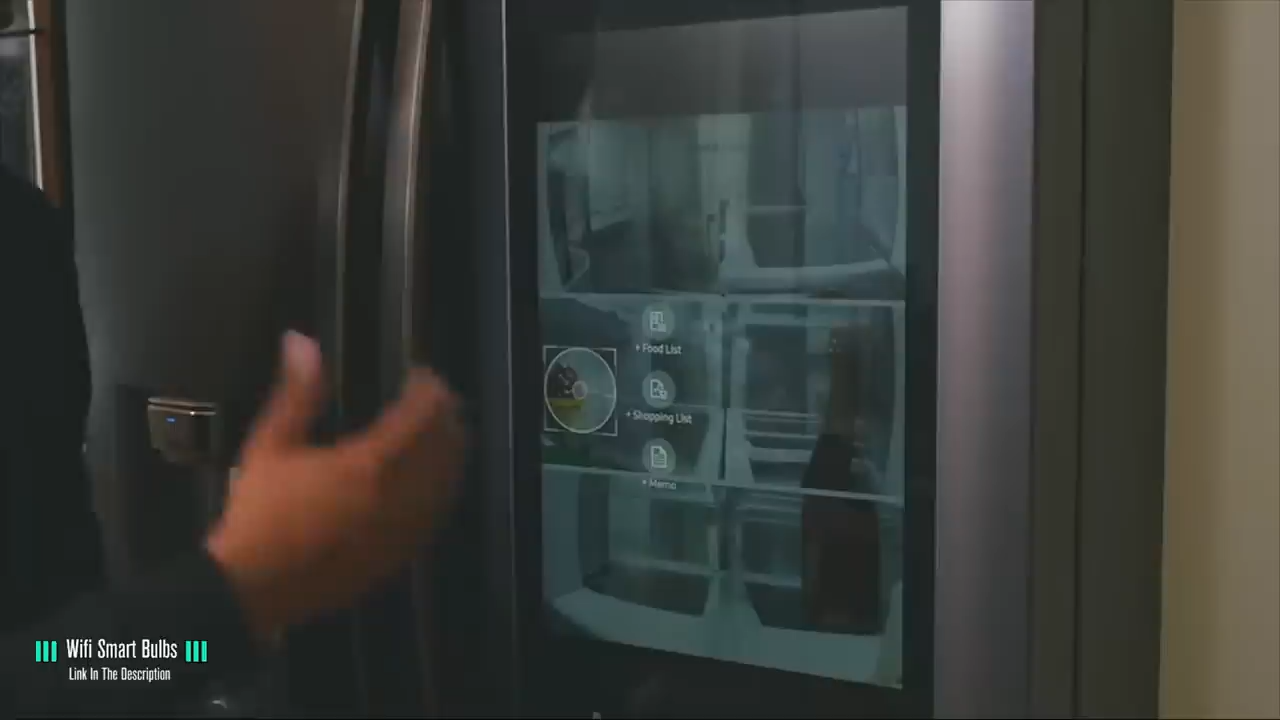 + Food List
+ Shopping List
+ Memo
Wifi Smart Bulbs
Link In The Description